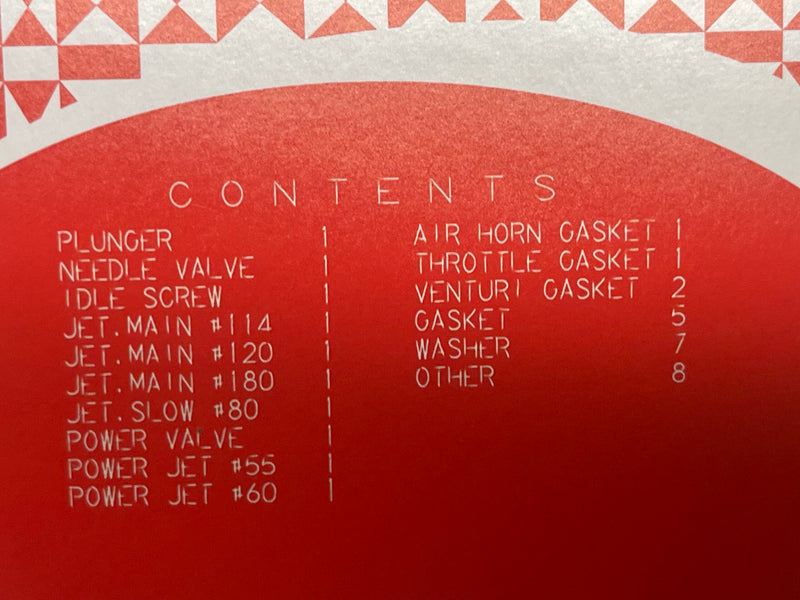 CONTENTS
PLUNGER 1
NEEDLE VALVE 1
IDLE SCREW 1
JET.MAIN #114 1
JET.MAIN #120 1
JET.MAIN #180 1
JET.SLOW #80 1
POWER VALVE 1
POWER JET #55 1
POWER JET #60 1
AIR HORN GASKET 1
THROTTLE GASKET 1
VENTURI GASKET 2
GASKET 5
WASHER 7
OTHER 8